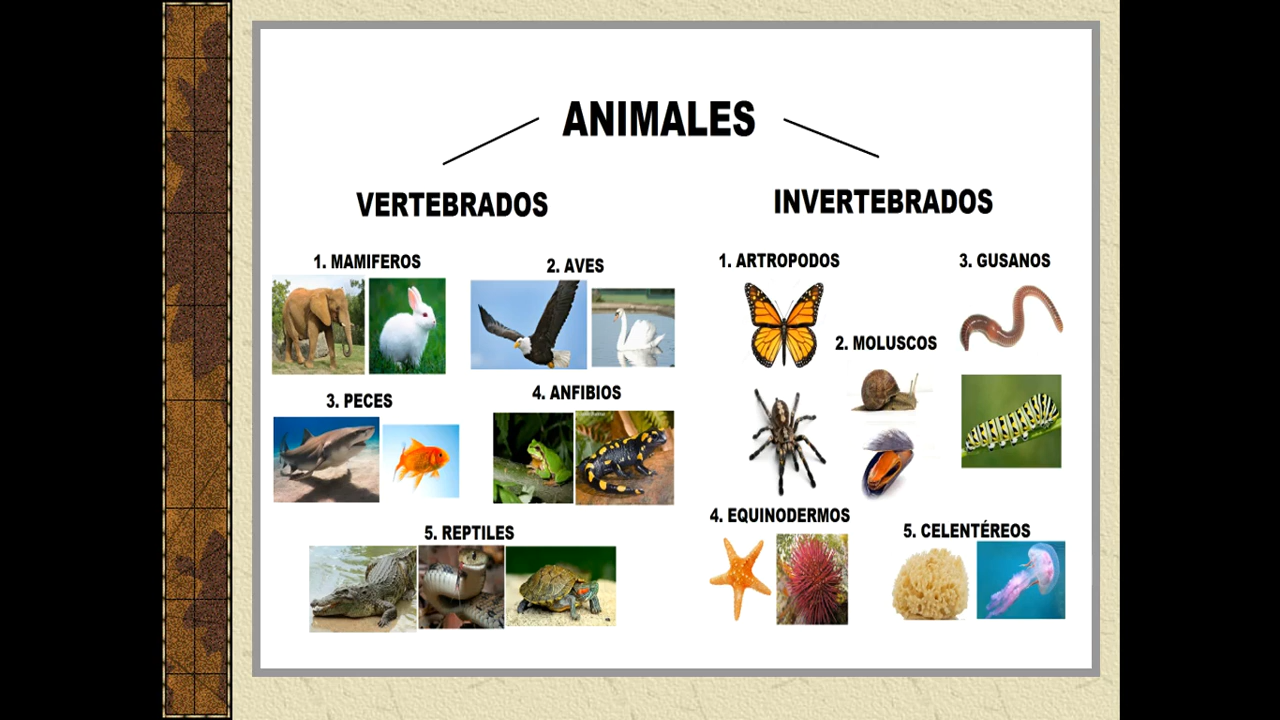 ANIMALES
VERTEBRADOS
INVERTEBRADOS
1. MAMIFEROS
2. AVES
3. PECES
4. ANFIBIOS
5. REPTILES
1. ARTROPODOS
3. GUSANOS
2. MOLUSCOS
4. EQUINODERMOS
5. CELENTÉREOS